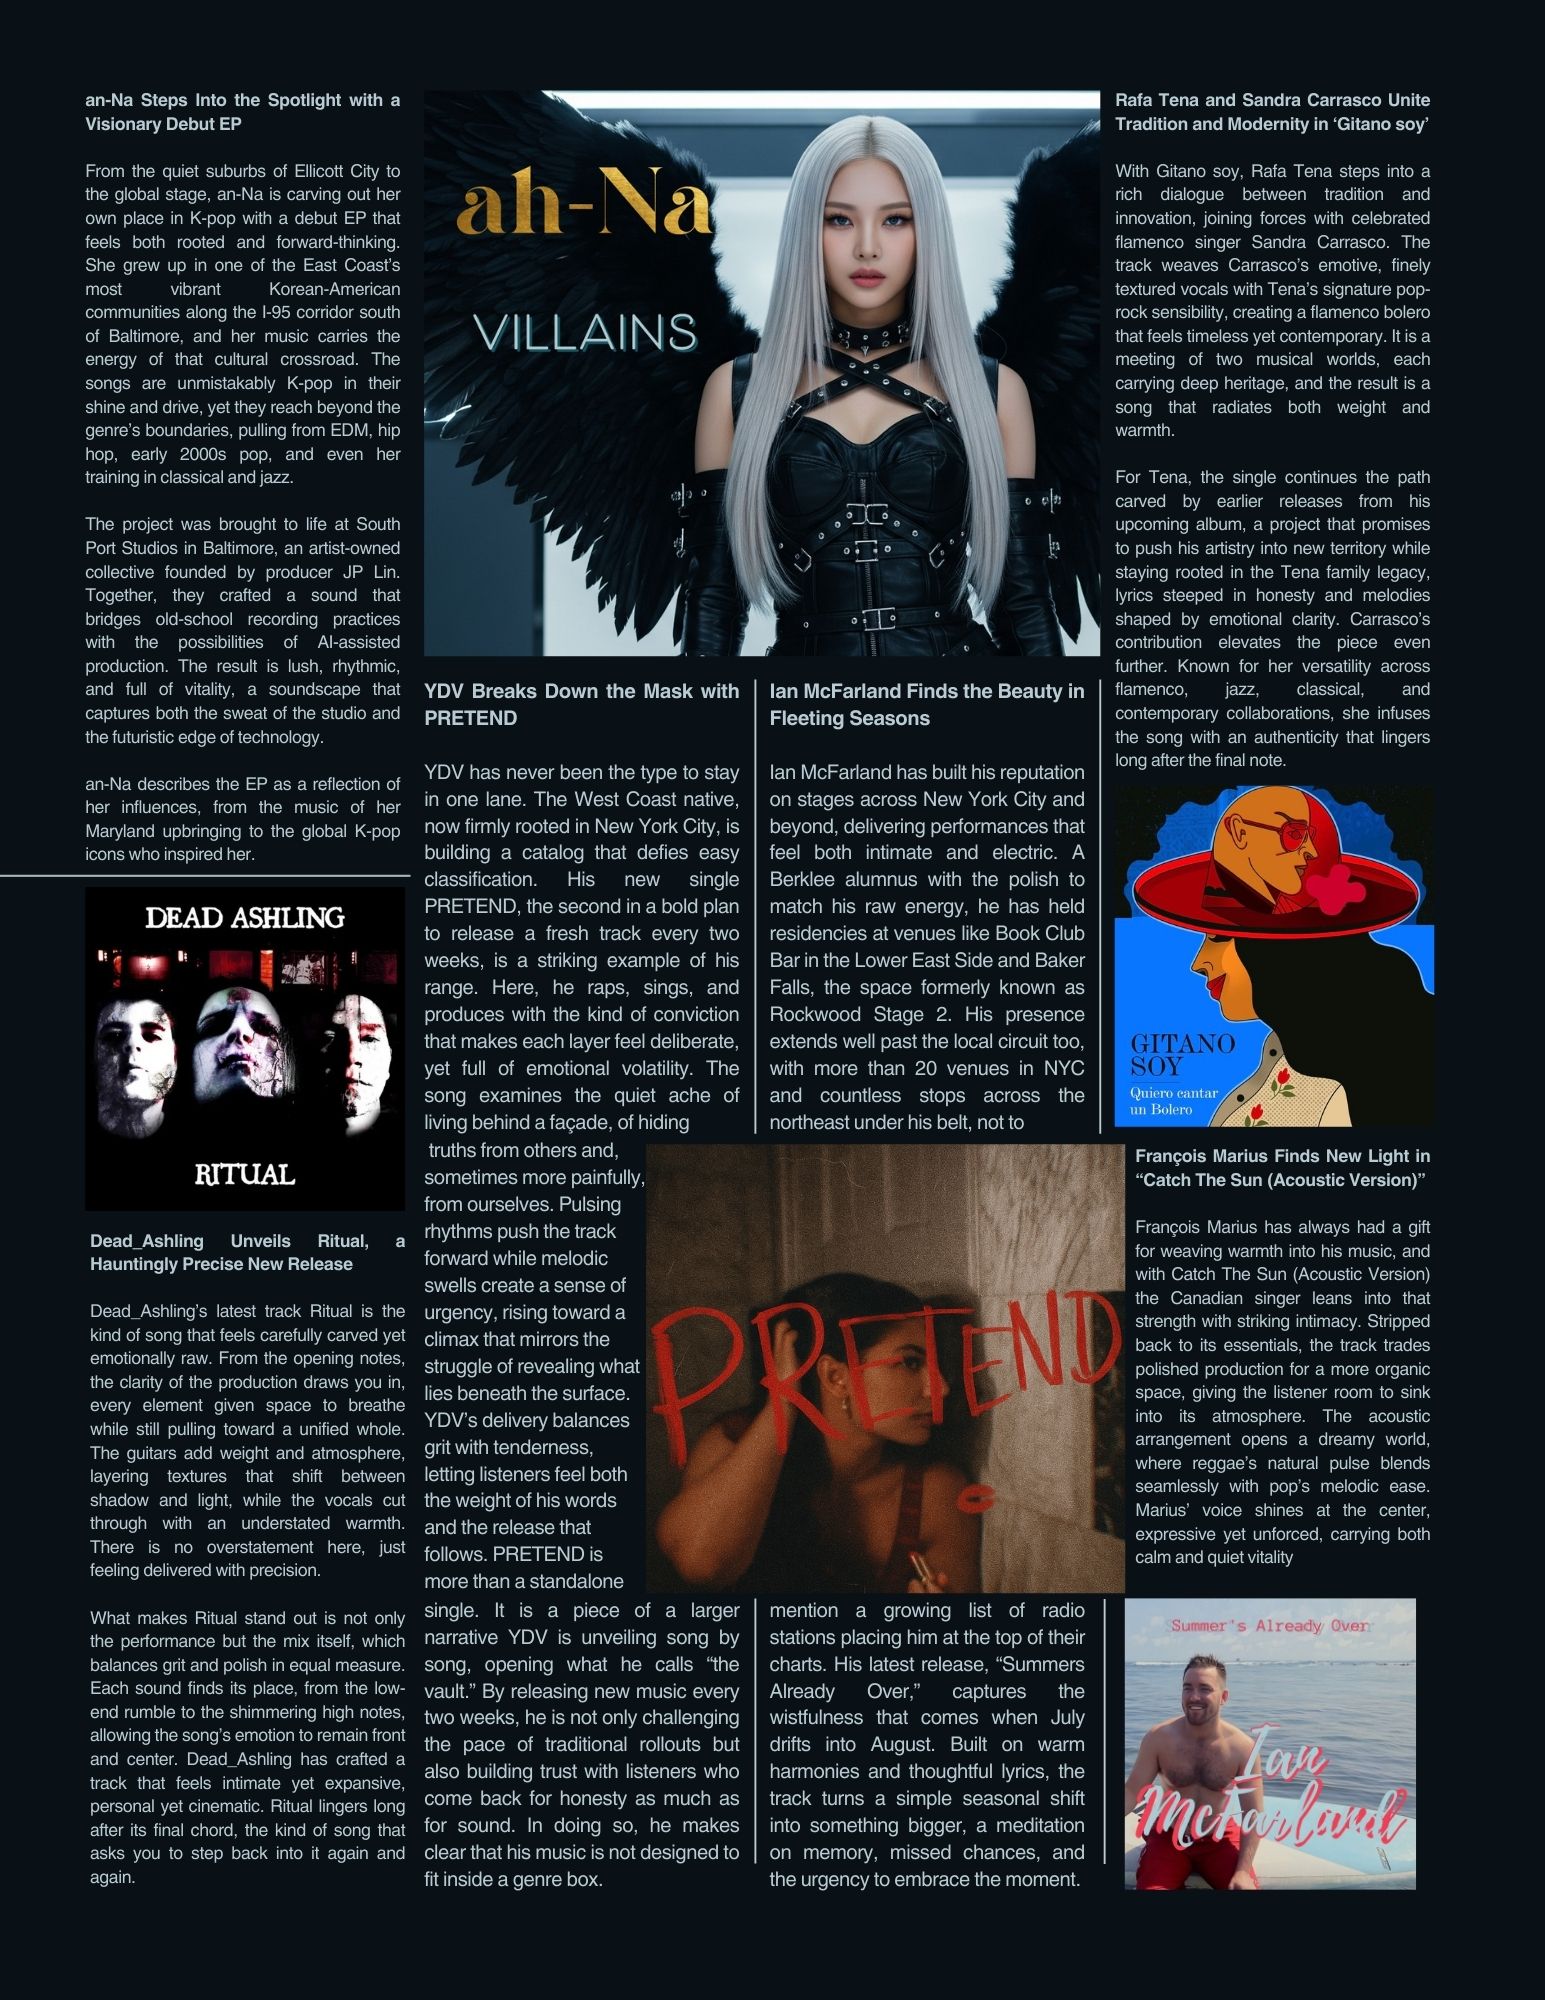 an-Na Steps Into the Spotlight with a
Visionary Debut EP
From the quiet suburbs of Ellicott City to
the global stage, an-Na is carving out her
own place in K-pop with a debut EP that
feels both rooted and forward-thinking.
She grew up in one of the East Coast’s
most vibrant Korean-American
communities along the I-95 corridor south
of Baltimore, and her music carries the
energy of that cultural crossroad. The
songs are unmistakably K-pop in their
shine and drive, yet they reach beyond the
genre’s boundaries, pulling from EDM, hip
hop, early 2000s pop, and even her
training in classical and jazz.
The project was brought to life at South
Port Studios in Baltimore, an artist-owned
collective founded by producer JP Lin.
Together, they crafted a sound that
bridges old-school recording practices
with the possibilities of AI-assisted
production. The result is lush, rhythmic,
and full of vitality, a soundscape that
captures both the sweat of the studio and
the futuristic edge of technology.
an-Na describes the EP as a reflection of
her influences, from the music of her
Maryland upbringing to the global K-pop
icons who inspired her.
DEAD ASHLING
RITUAL
Dead_Ashling Unveils Ritual, a
Hauntingly Precise New Release
Dead_Ashling’s latest track Ritual is the
kind of song that feels carefully carved yet
emotionally raw. From the opening notes,
the clarity of the production draws you in,
every element given space to breathe
while still pulling toward a unified whole.
The guitars add weight and atmosphere,
layering textures that shift between
shadow and light, while the vocals cut
through with an understated warmth.
There is no overstatement here, just
feeling delivered with precision.
What makes Ritual stand out is not only
the performance but the mix itself, which
balances grit and polish in equal measure.
Each sound finds its place, from the low-
end rumble to the shimmering high notes,
allowing the song’s emotion to remain front
and center. Dead_Ashling has crafted a
track that feels intimate yet expansive,
personal yet cinematic. Ritual lingers long
after its final chord, the kind of song that
asks you to step back into it again and
again.
ah-Na
VILLAINS
YDV Breaks Down the Mask with
PRETEND
YDV has never been the type to stay
in one lane. The West Coast native,
now firmly rooted in New York City, is
building a catalog that defies easy
classification. His new single
PRETEND, the second in a bold plan
to release a fresh track every two
weeks, is a striking example of his
range. Here, he raps, sings, and
produces with the kind of conviction
that makes each layer feel deliberate,
yet full of emotional volatility. The
song examines the quiet ache of
living behind a façade, of hiding
truths from others and,
sometimes more painfully,
from ourselves. Pulsing
rhythms push the track
forward while melodic
swells create a sense of
urgency, rising toward a
climax that mirrors the
struggle of revealing what
lies beneath the surface.
YDV’s delivery balances
grit with tenderness,
letting listeners feel both
the weight of his words
and the release that
follows. PRETEND is
more than a standalone
single. It is a piece of a larger
narrative YDV is unveiling song by
song, opening what he calls “the
vault.” By releasing new music every
two weeks, he is not only challenging
the pace of traditional rollouts but
also building trust with listeners who
come back for honesty as much as
for sound. In doing so, he makes
clear that his music is not designed to
fit inside a genre box.
Ian McFarland Finds the Beauty in
Fleeting Seasons
Ian McFarland has built his reputation
on stages across New York City and
beyond, delivering performances that
feel both intimate and electric. A
Berklee alumnus with the polish to
match his raw energy, he has held
residencies at venues like Book Club
Bar in the Lower East Side and Baker
Falls, the space formerly known as
Rockwood Stage 2. His presence
extends well past the local circuit too,
with more than 20 venues in NYC
and countless stops across the
northeast under his belt, not to
PRETEND
mention a growing list of radio
stations placing him at the top of their
charts. His latest release, “Summers
Already Over,” captures the
wistfulness that comes when July
drifts into August. Built on warm
harmonies and thoughtful lyrics, the
track turns a simple seasonal shift
into something bigger, a meditation
on memory, missed chances, and
the urgency to embrace the moment.
Rafa Tena and Sandra Carrasco Unite
Tradition and Modernity in ‘Gitano soy’
With Gitano soy, Rafa Tena steps into a
rich dialogue between tradition and
innovation, joining forces with celebrated
flamenco singer Sandra Carrasco. The
track weaves Carrasco’s emotive, finely
textured vocals with Tena’s signature pop-
rock sensibility, creating a flamenco bolero
that feels timeless yet contemporary. It is a
meeting of two musical worlds, each
carrying deep heritage, and the result is a
song that radiates both weight and
warmth.
For Tena, the single continues the path
carved by earlier releases from his
upcoming album, a project that promises
to push his artistry into new territory while
staying rooted in the Tena family legacy,
lyrics steeped in honesty and melodies
shaped by emotional clarity. Carrasco’s
contribution elevates the piece even
further. Known for her versatility across
flamenco, jazz, classical, and
contemporary collaborations, she infuses
the song with an authenticity that lingers
long after the final note.
GITANO
SOY
Quiero cantar
un Bolero
François Marius Finds New Light in
“Catch The Sun (Acoustic Version)”
François Marius has always had a gift
for weaving warmth into his music, and
with Catch The Sun (Acoustic Version)
the Canadian singer leans into that
strength with striking intimacy. Stripped
back to its essentials, the track trades
polished production for a more organic
space, giving the listener room to sink
into its atmosphere. The acoustic
arrangement opens a dreamy world,
where reggae’s natural pulse blends
seamlessly with pop’s melodic ease.
Marius’ voice shines at the center,
expressive yet unforced, carrying both
calm and quiet vitality
Summer's Already Over
Ian
McFarland